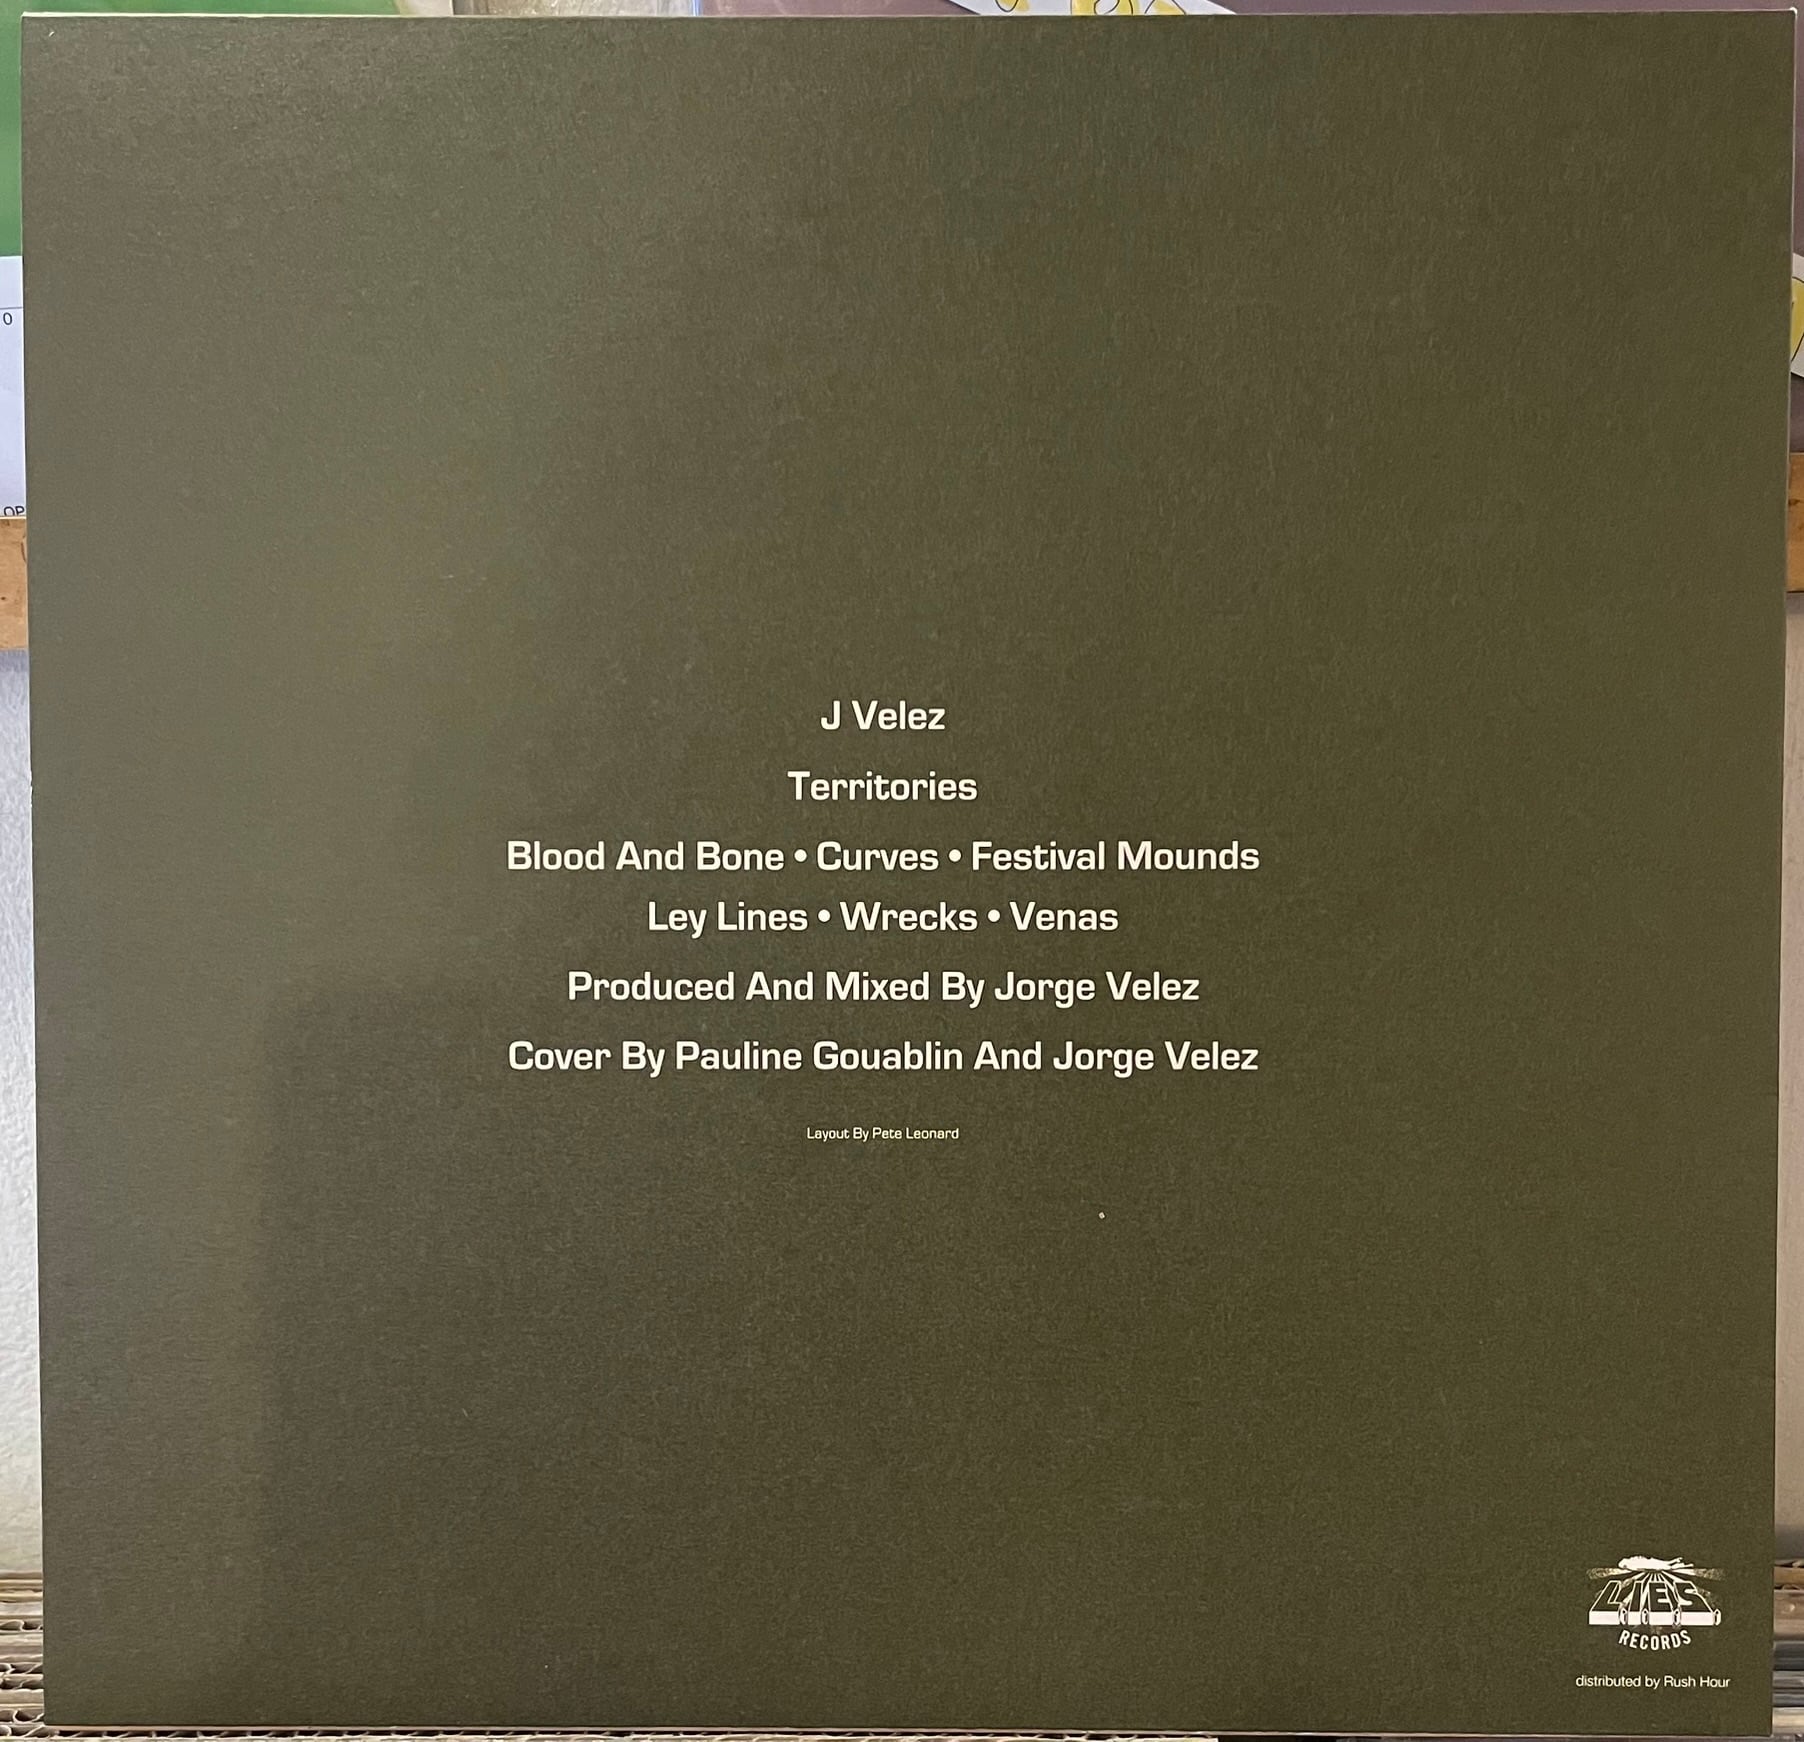 O
OP
J Velez
Territories
Blood And Bone • Curves • Festival Mounds
Ley Lines • Wrecks • Venas
Produced And Mixed By Jorge Velez
Cover By Pauline Gouablin And Jorge Velez
Layout By Pete Leonard
L.I.E.S.
RECORDS
distributed by Rush Hour